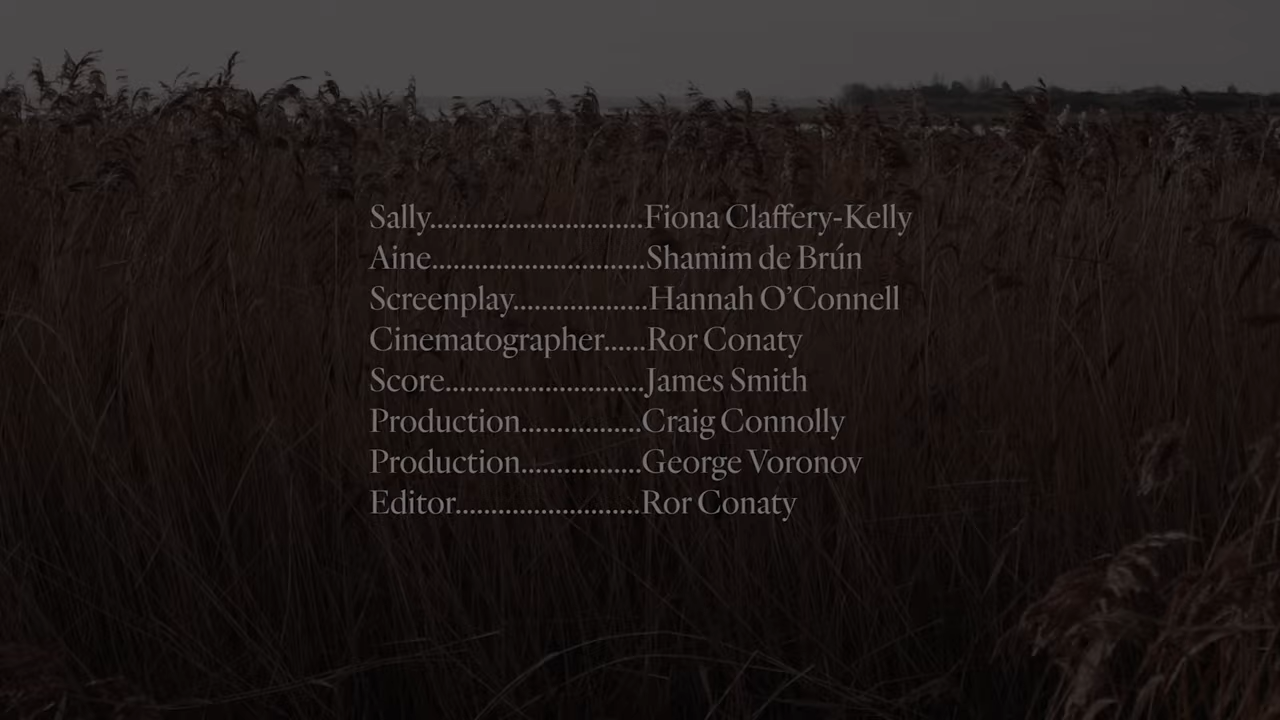 Sally..............................Fiona Claffery-Kelly
Aine..............................Shamim de Brún
Screenplay...................Hannah O’Connell
Cinematographer......Ror Conaty
Score............................James Smith
Production.................Craig Connolly
Production.................George Voronov
Editor..........................Ror Conaty